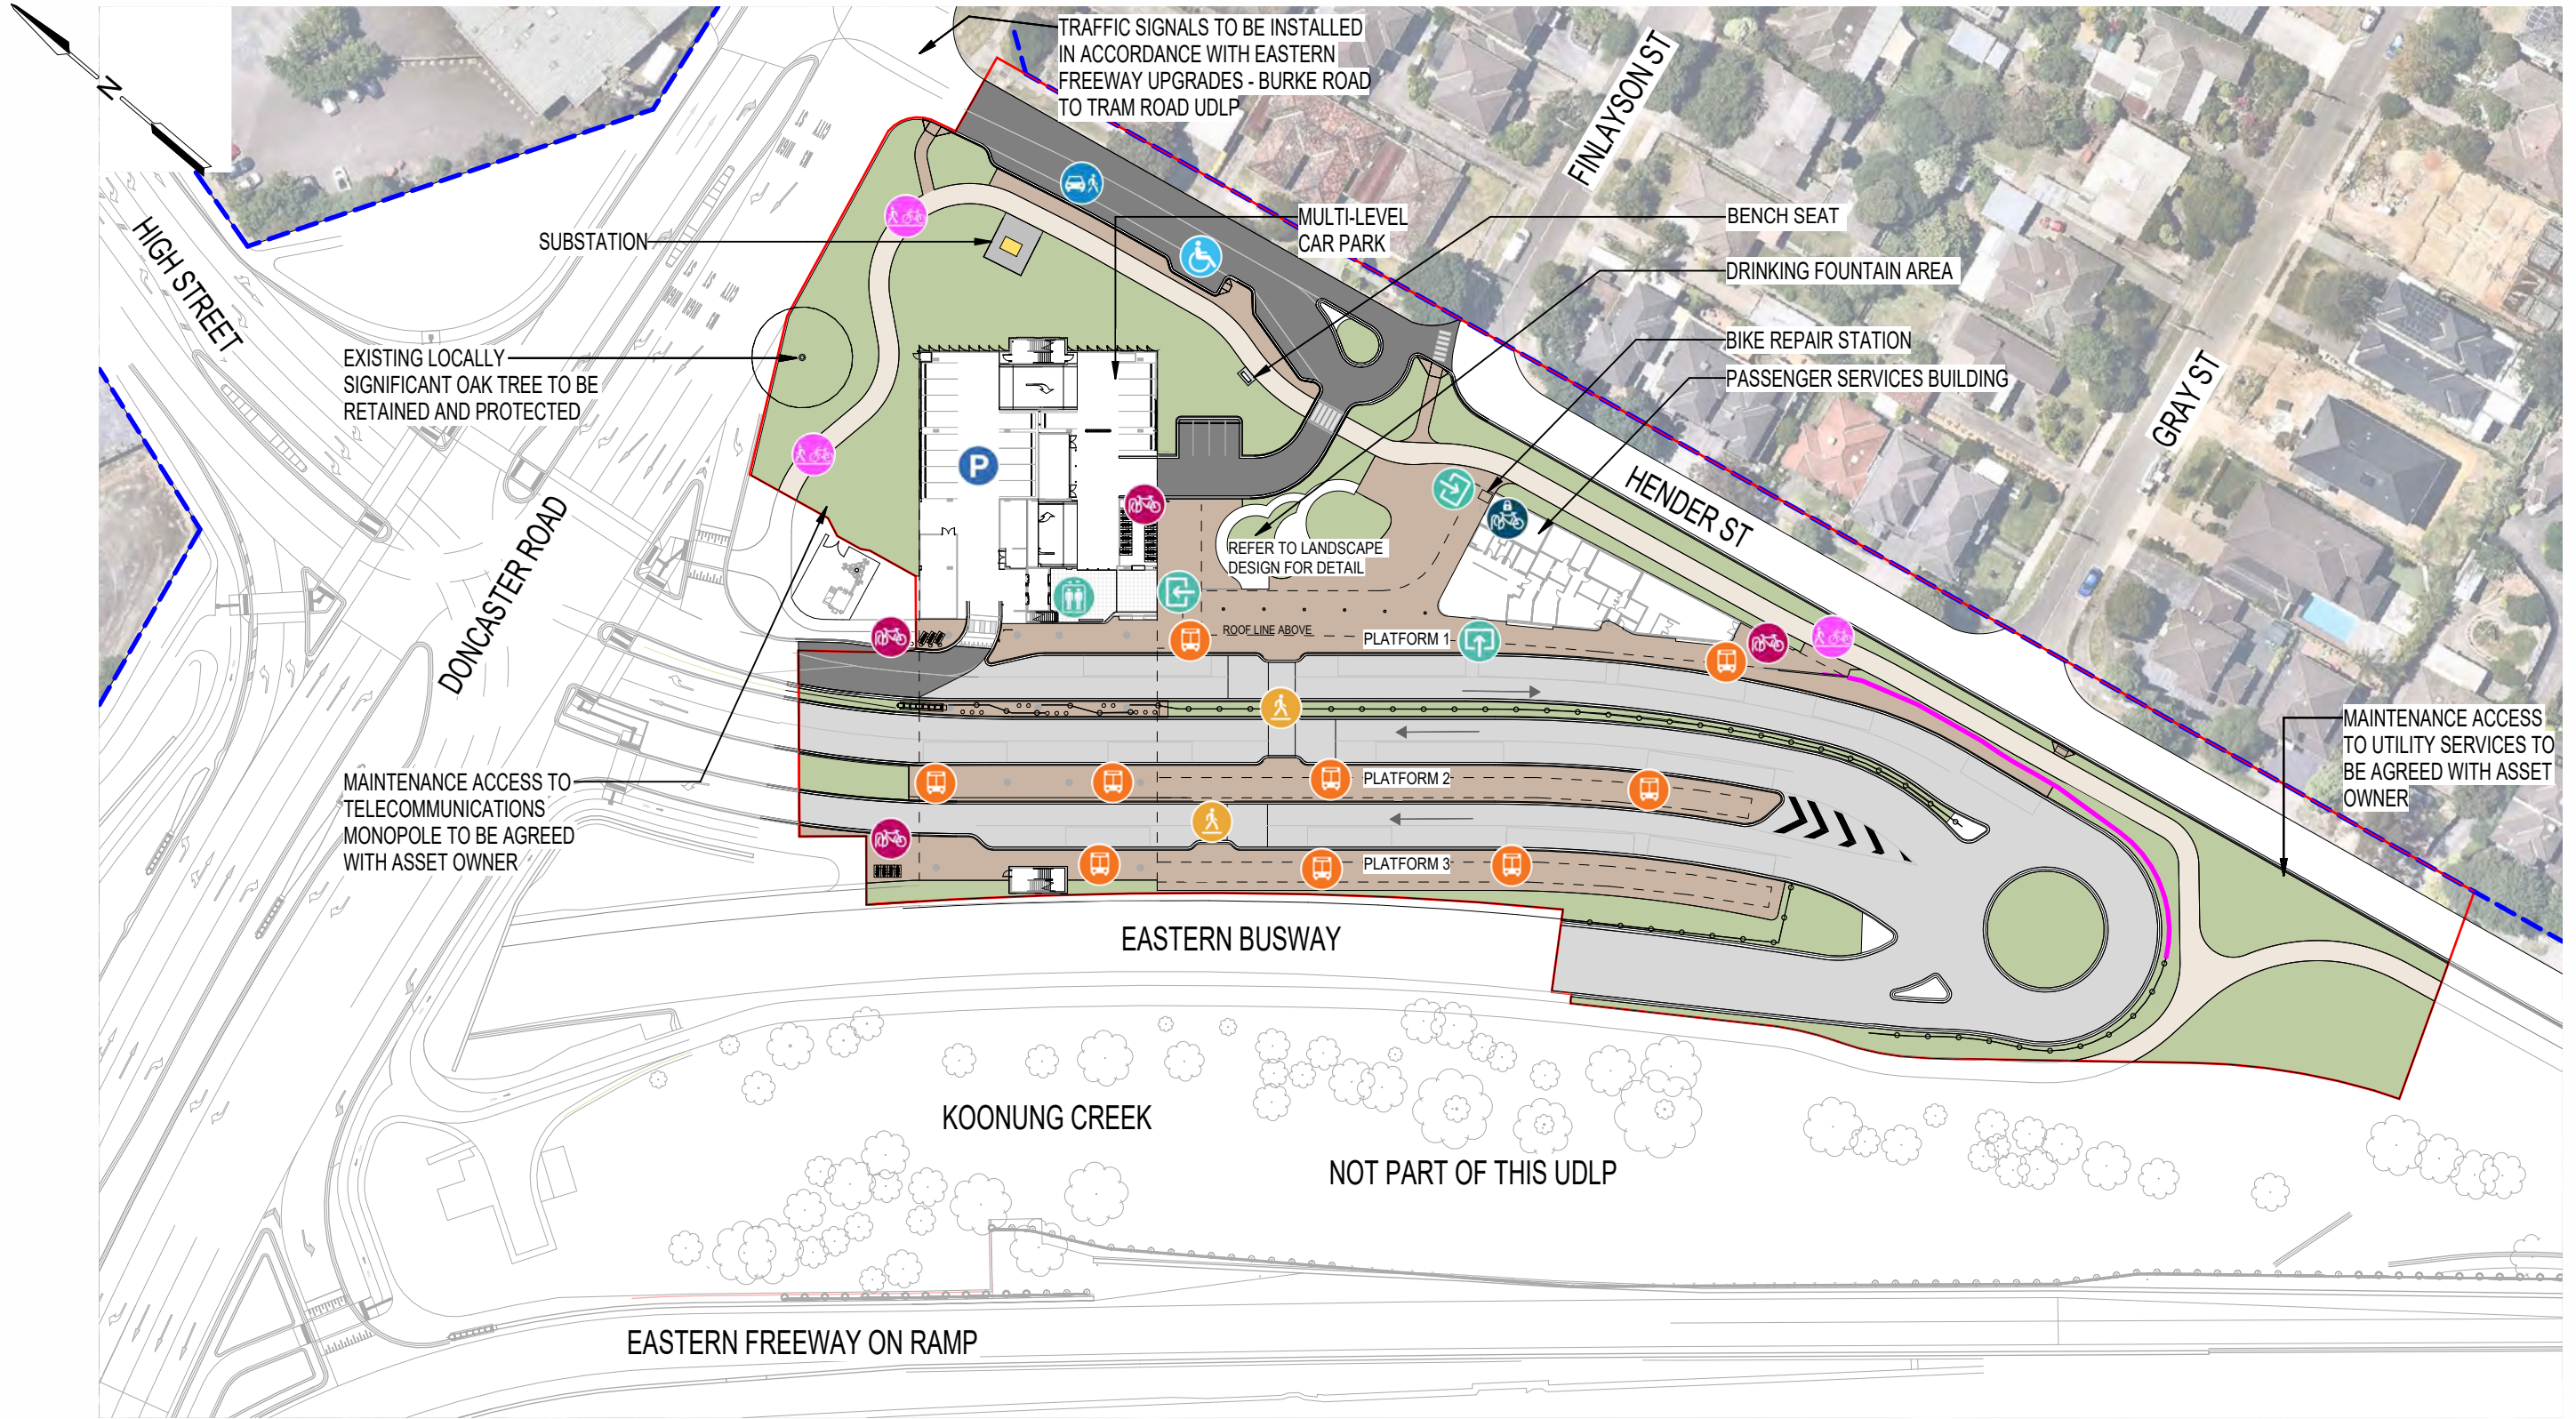 N
TRAFFIC SIGNALS TO BE INSTALLED
IN ACCORDANCE WITH EASTERN
FREEWAY UPGRADES - BURKE ROAD
TO TRAM ROAD UDLP
FINLAYSON ST
HIGH STREET
SUBSTATION
MULTI-LEVEL
CAR PARK
BENCH SEAT
DRINKING FOUNTAIN AREA
BIKE REPAIR STATION
PASSENGER SERVICES BUILDING
GRAY ST
EXISTING LOCALLY
SIGNIFICANT OAK TREE TO BE
RETAINED AND PROTECTED
P
HENDER ST
DONCASTER ROAD
REFER TO LANDSCAPE
DESIGN FOR DETAIL
ROOF LINE ABOVE
PLATFORM 1
PLATFORM 2
PLATFORM 3
MAINTENANCE ACCESS TO
TELECOMMUNICATIONS
MONOPOLE TO BE AGREED
WITH ASSET OWNER
MAINTENANCE ACCESS
TO UTILITY SERVICES TO
BE AGREED WITH ASSET
OWNER
EASTERN BUSWAY
KOONUNG CREEK
NOT PART OF THIS UDLP
EASTERN FREEWAY ON RAMP